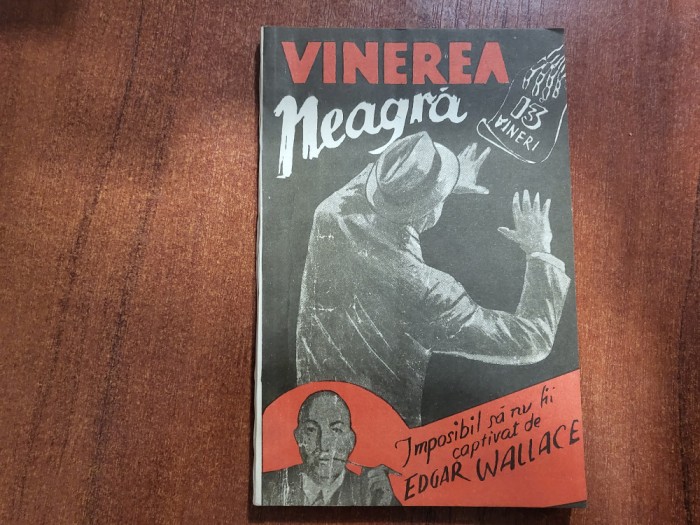 VINEREA
Neagră
13
VINERI
Imposibil să nu fii
captivat de
EDGAR WALLACE